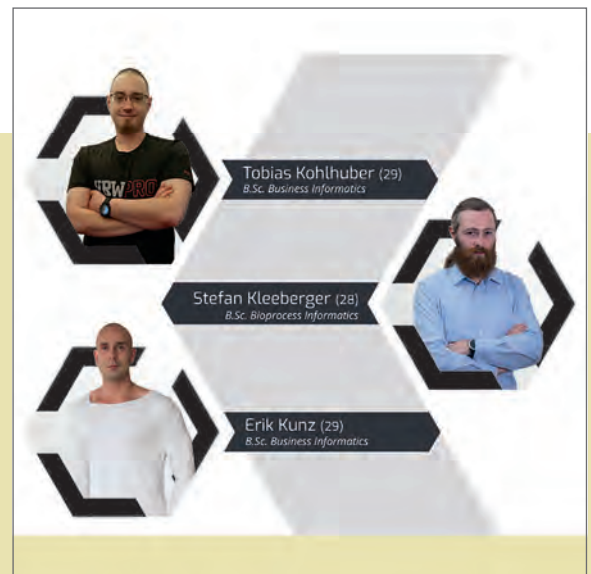 Tobias Kohlhuber (29)
B.Sc. Business Informatics
Stefan Kleeberger (28)
B.Sc. Bioprocess Informatics
Erik Kunz (29)
B.Sc. Business Informatics